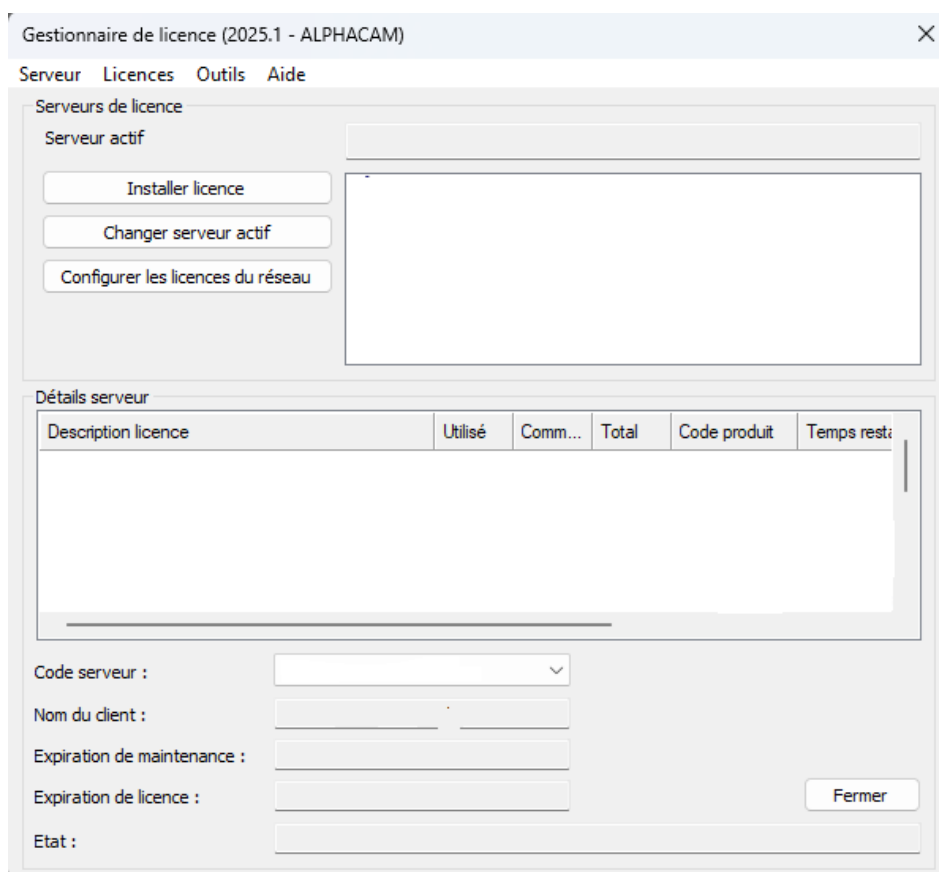 Gestionnaire de licence (2025.1 - ALPHACAM)
Serveur Licences Outils Aide
Serveurs de licence
Serveur actif
Installer licence
Changer serveur actif
Configurer les licences du réseau
Détails serveur
Description licence Utilisé Comm... Total Code produit Temps resta
Code serveur :
Nom du client :
Expiration de maintenance :
Expiration de licence :
Fermer
Etat :